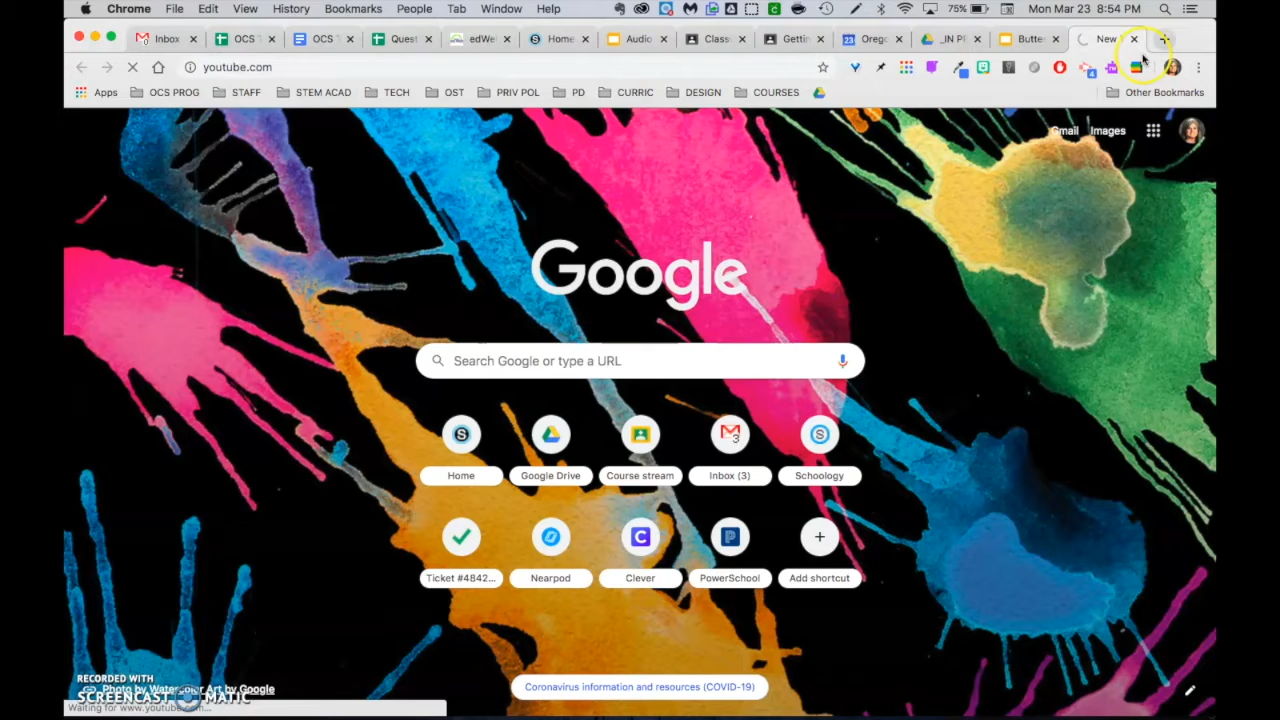 Chrome File Edit View History Bookmarks People Tab Window Help 75% Mon Mar 23 8:54 PM
Inbox OCS T OCS T Quest edWe Home Audio Class Gettin Orego _IN P Butte New
youtube.com
Apps OCS PROG STAFF STEM ACAD TECH OST PRIV POL PD CURRIC DESIGN COURSES Other Bookmarks
Gmail Images
Google
Search Google or type a URL
Home Google Drive Course stream Inbox (3) Schoology
Ticket #4842... Nearpod Clever PowerSchool Add shortcut
RECORDED WITH
Photo by Watercolor Art by Google
SCREENCAST MATIC
Coronavirus information and resources (COVID-19)
Waiting for www.youtube.com...